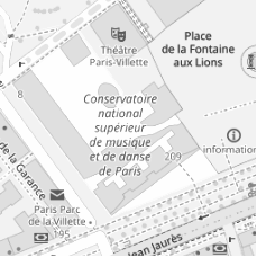 Théâtre
Paris-Villette
Place
de la Fontaine
aux Lions
8
Conservatoire
national
supérieur
de musique
et de danse
de Paris
information
209
de la Garance
Paris Parc
de la Villette
195
Jean Jaurès